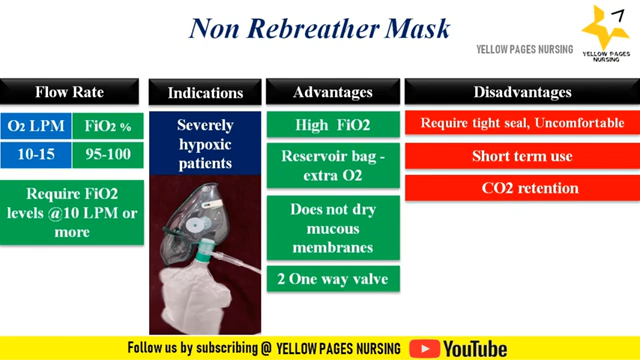 Non Rebreather Mask
YELLOW PAGES NURSING
YELLOW PAGES
NURSING
Flow Rate
O2 LPM
FiO2 %
10-15
95-100
Require FiO2
levels @10 LPM or
more
Indications
Severely
hypoxic
patients
Advantages
High FiO2
Reservoir bag -
extra O2
Does not dry
mucous
membranes
2 One way valve
Disadvantages
Require tight seal, Uncomfortable
Short term use
CO2 retention
Follow us by subscribing @ YELLOW PAGES NURSING
YouTube